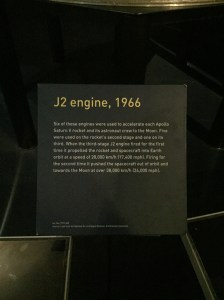 J2 engine, 1966
Six of these engines were used to accelerate each Apollo
Saturn V rocket and its astronaut crew to the Moon. Five
were used on the rocket's second stage and one on its
third. When the third-stage J2 engine fired for the first
time it propelled the rocket and spacecraft into Earth
orbit at a speed of 28,000 km/h (17,400 mph). Firing for
the second time it pushed the spacecraft out of orbit and
towards the Moon at over 38,000 km/h (24,000 mph).